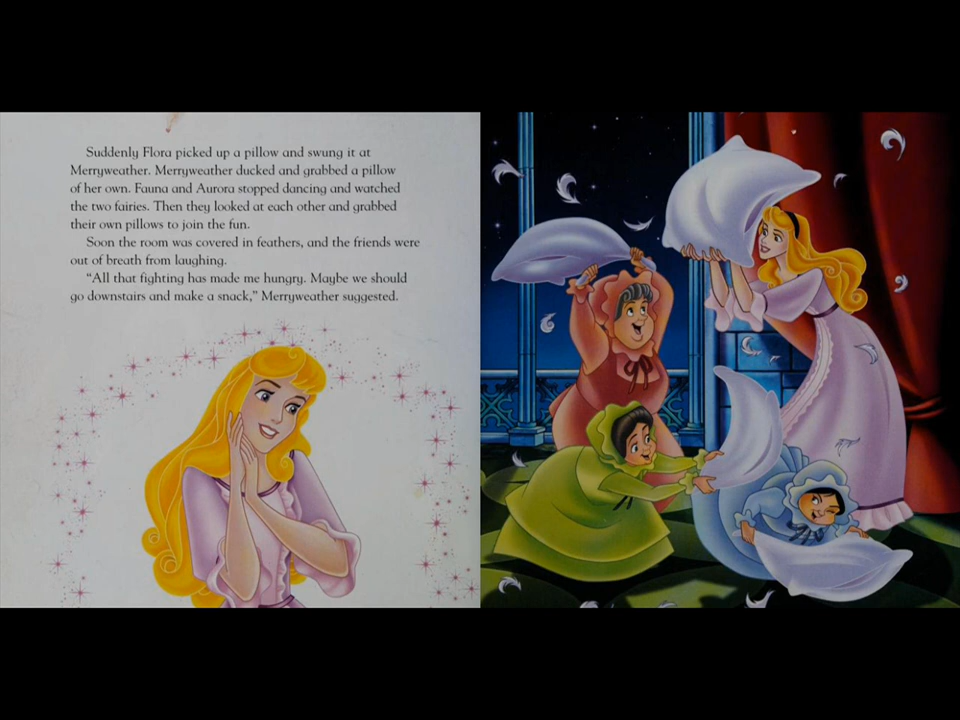 Suddenly Flora picked up a pillow and swung it at
Merryweather. Merryweather ducked and grabbed a pillow
of her own. Fauna and Aurora stopped dancing and watched
the two fairies. Then they looked at each other and grabbed
their own pillows to join the fun.
Soon the room was covered in feathers, and the friends were
out of breath from laughing.
“All that fighting has made me hungry. Maybe we should
go downstairs and make a snack,” Merryweather suggested.